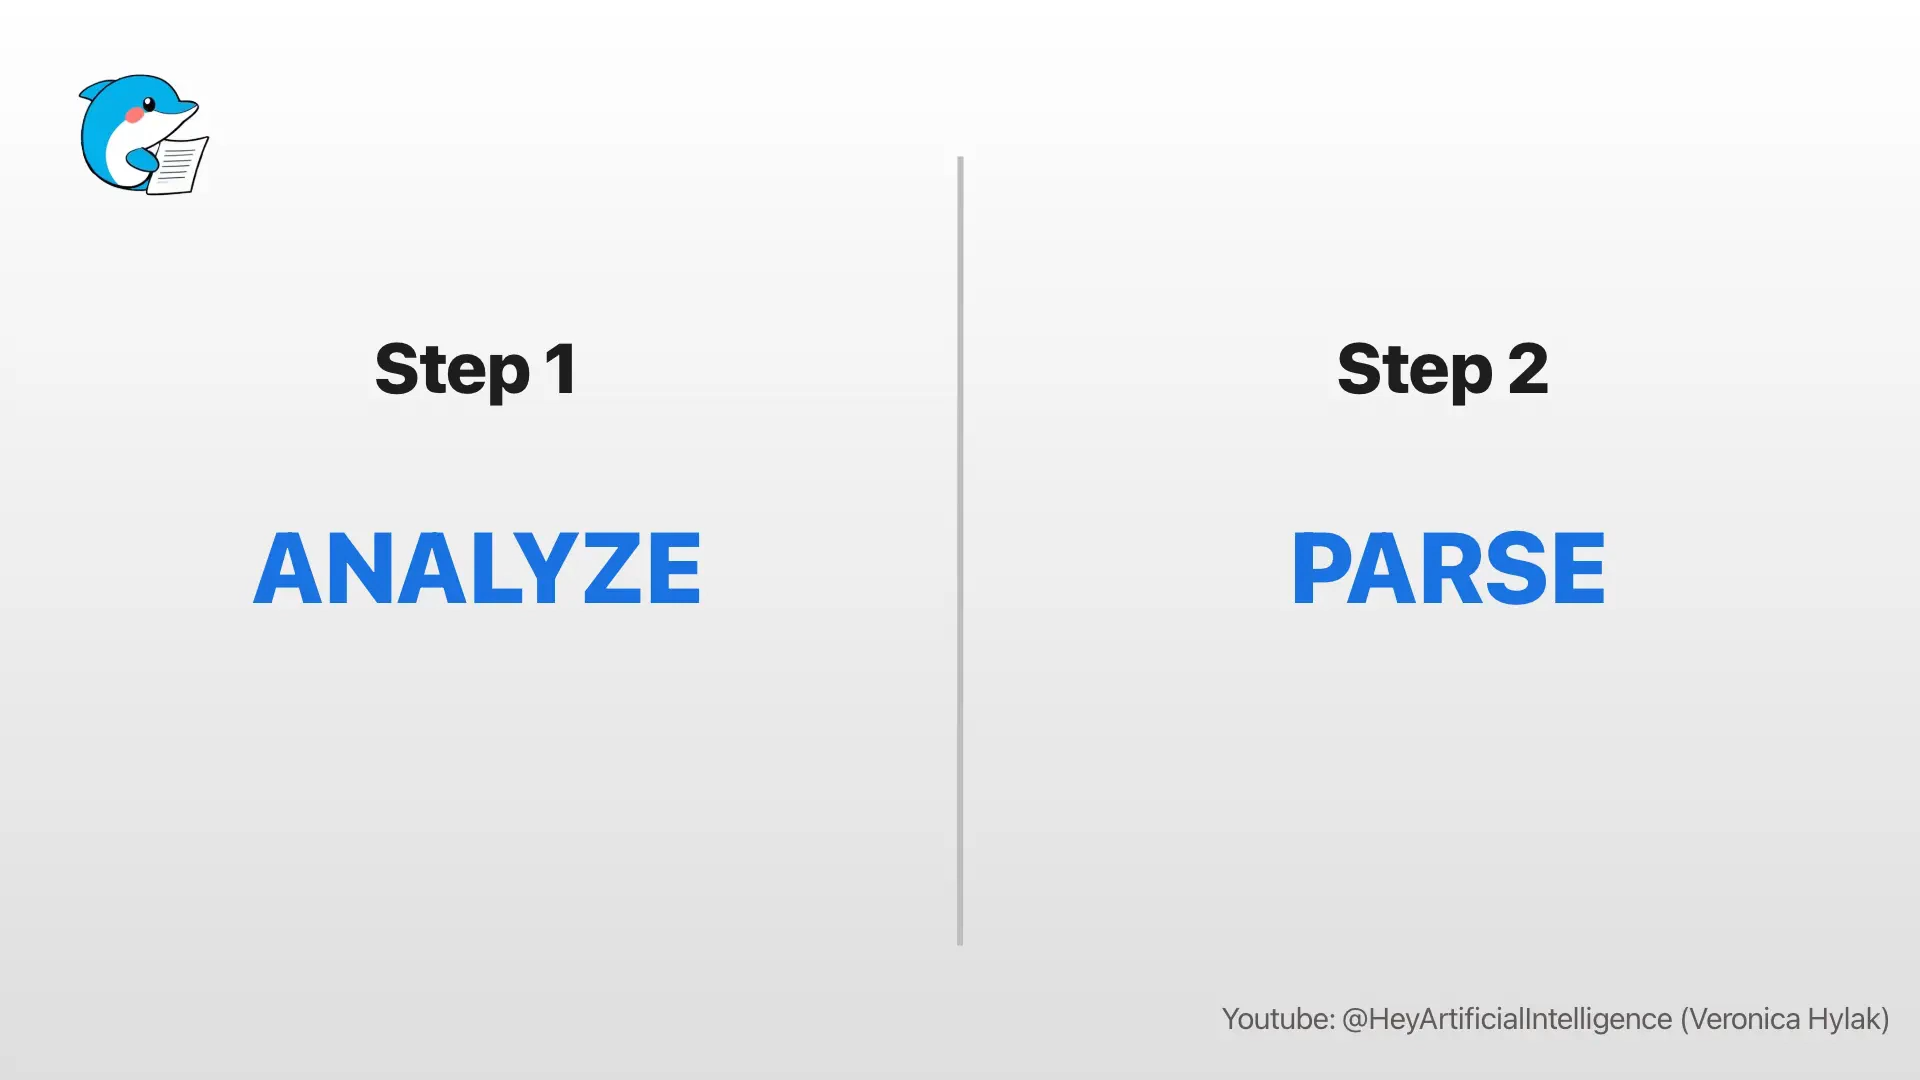 Step 1
ANALYZE
Step 2
PARSE
Youtube: @HeyArtificialIntelligence (Veronica Hylak)